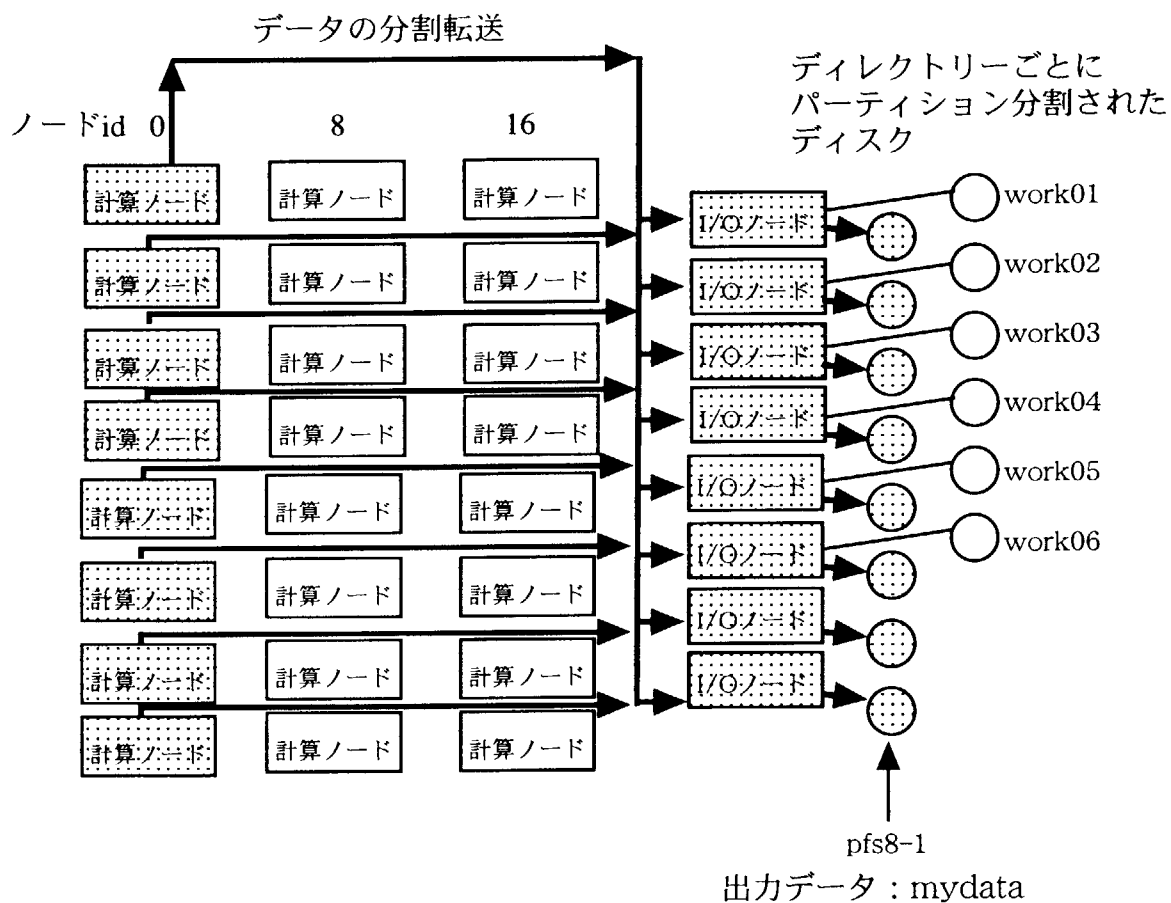 データの分割転送
ディレクトリーごとに
パーティション分割された
ディスク
ノードid 0 8 16
計算ノード 計算ノード 計算ノード I/Oノード work01
計算ノード 計算ノード 計算ノード I/Oノード work02
計算ノード 計算ノード 計算ノード I/Oノード work03
計算ノード 計算ノード 計算ノード I/Oノード work04
計算ノード 計算ノード 計算ノード I/Oノード work05
計算ノード 計算ノード 計算ノード I/Oノード work06
計算ノード 計算ノード 計算ノード I/Oノード
計算ノード 計算ノード 計算ノード I/Oノード
pfs8-1
出力データ：mydata